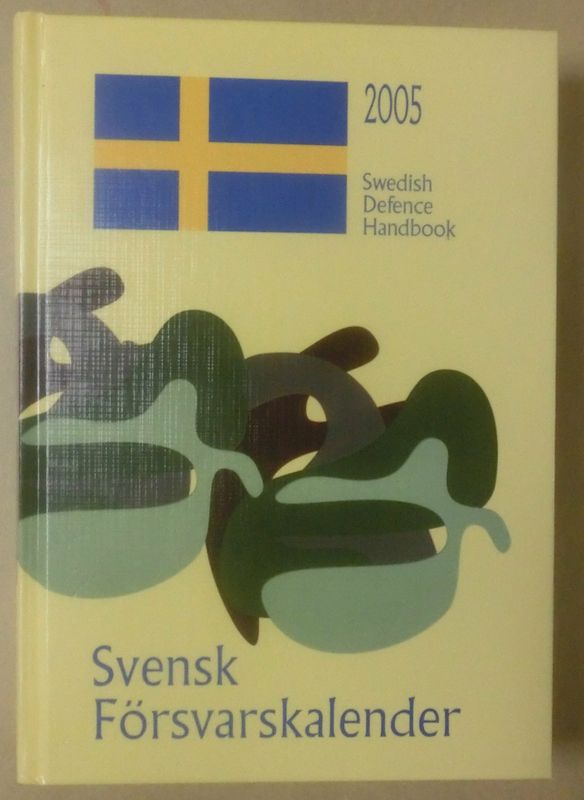 2005
Swedish
Defence
Handbook
Svensk
Försvarskalender